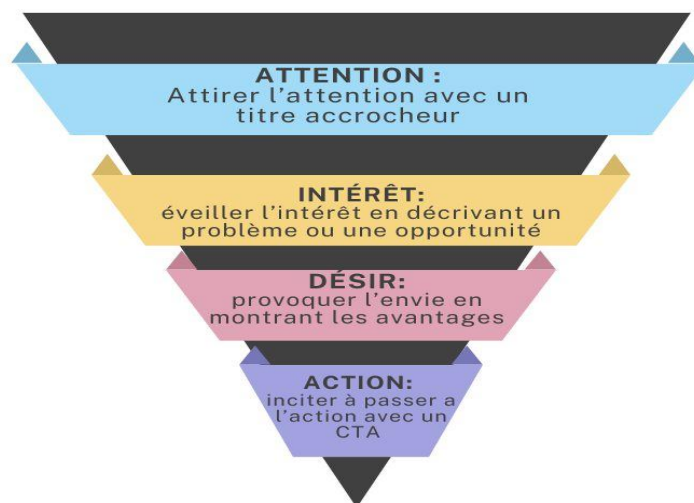 ATTENTION :
Attirer l'attention avec un
titre accrocheur
INTÉRÊT:
éveiller l'intérêt en décrivant un
problème ou une opportunité
DÉSIR:
provoquer l'envie en
montrant les avantages
ACTION:
inciter à passer a
l'action avec un
CTA